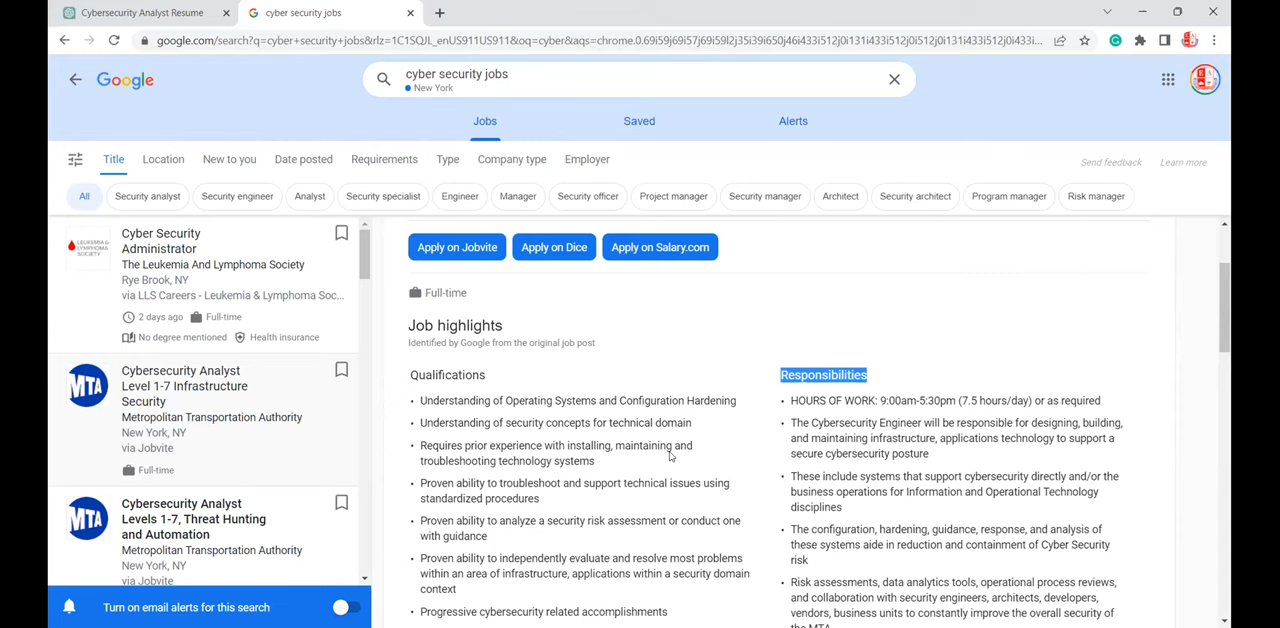 Cybersecurity Analyst Resume
cyber security jobs
google.com/search?q=cyber+security+jobs&rlz=1C1SQJL_enUS911US911&oq=cyber&aqs=chrome.0.69i59j69i57j69i59l2j35i39i650j46i433i512j0i131i433i512j0i512j0i131i433i512j0i433i...
Google
cyber security jobs
New York
Jobs
Saved
Alerts
Title
Location
New to you
Date posted
Requirements
Type
Company type
Employer
Send feedback
Learn more
All
Security analyst
Security engineer
Analyst
Security specialist
Engineer
Manager
Security officer
Project manager
Security manager
Architect
Security architect
Program manager
Risk manager
LEUKEMIA &
LYMPHOMA
SOCIETY
Cyber Security
Administrator
The Leukemia And Lymphoma Society
Rye Brook, NY
via LLS Careers - Leukemia & Lymphoma Soc...
2 days ago
Full-time
No degree mentioned
Health insurance
MTA
Cybersecurity Analyst
Level 1-7 Infrastructure
Security
Metropolitan Transportation Authority
New York, NY
via Jobvite
Full-time
MTA
Cybersecurity Analyst
Levels 1-7, Threat Hunting
and Automation
Metropolitan Transportation Authority
New York, NY
via Jobvite
Turn on email alerts for this search
Apply on Jobvite
Apply on Dice
Apply on Salary.com
Full-time
Job highlights
Identified by Google from the original job post
Qualifications
• Understanding of Operating Systems and Configuration Hardening
• Understanding of security concepts for technical domain
• Requires prior experience with installing, maintaining and
troubleshooting technology systems
• Proven ability to troubleshoot and support technical issues using
standardized procedures
• Proven ability to analyze a security risk assessment or conduct one
with guidance
• Proven ability to independently evaluate and resolve most problems
within an area of infrastructure, applications within a security domain
context
• Progressive cybersecurity related accomplishments
Responsibilities
• HOURS OF WORK: 9:00am-5:30pm (7.5 hours/day) or as required
• The Cybersecurity Engineer will be responsible for designing, building,
and maintaining infrastructure, applications technology to support a
secure cybersecurity posture
• These include systems that support cybersecurity directly and/or the
business operations for Information and Operational Technology
disciplines
• The configuration, hardening, guidance, response, and analysis of
these systems aide in reduction and containment of Cyber Security
risk
• Risk assessments, data analytics tools, operational process reviews,
and collaboration with security engineers, architects, developers,
vendors, business units to constantly improve the overall security of
the MTA